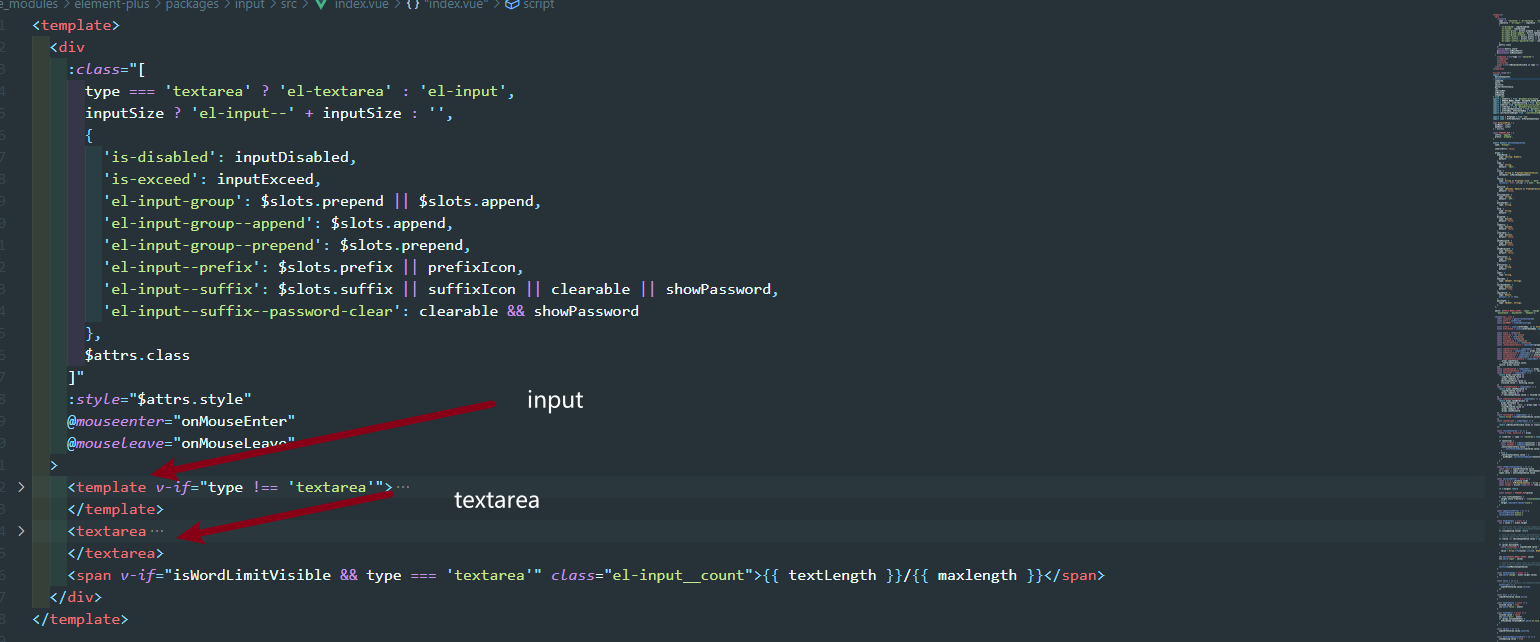 element-plus > packages > input > src > index.vue > {} "index.vue" > script
<template>
<div
:class="[
type === 'textarea' ? 'el-textarea' : 'el-input',
inputSize ? 'el-input--' + inputSize : '',
{
'is-disabled': inputDisabled,
'is-exceed': inputExceed,
'el-input-group': $slots.prepend || $slots.append,
'el-input-group--append': $slots.append,
'el-input-group--prepend': $slots.prepend,
'el-input--prefix': $slots.prefix || prefixIcon,
'el-input--suffix': $slots.suffix || suffixIcon || clearable || showPassword,
'el-input--suffix--password-clear': clearable && showPassword
},
$attrs.class
]"
:style="$attrs.style"
input
@mouseenter="onMouseEnter"
@mouseleave="onMouseLeave"
>
<template v-if="type !== 'textarea'">···
textarea
</template>
<textarea···
</textarea>
<span v-if="isWordLimitVisible && type === 'textarea'" class="el-input__count">{{ textLength }}/{{ maxlength }}</span>
</div>
</template>